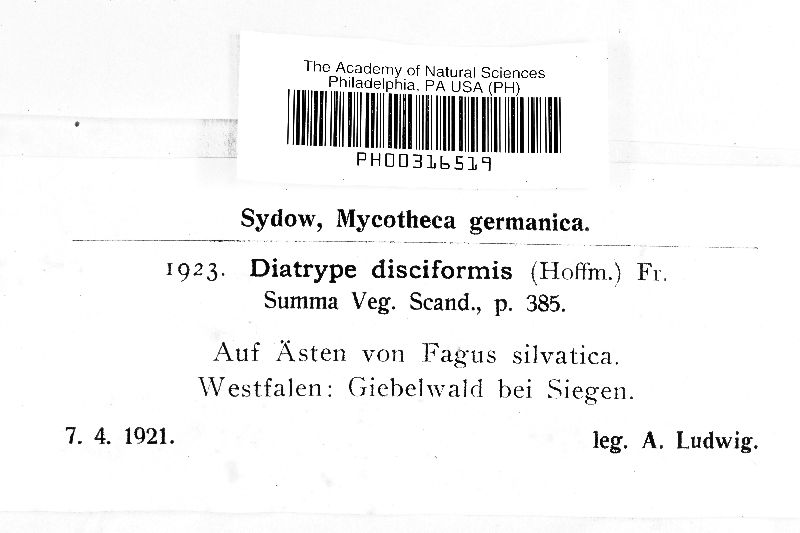 The Academy of Natural Sciences
Philadelphia, PA USA (PH)
PH00316519
Sydow, Mycotheca germanica.
1923. Diatrype disciformis (Hoffm.) Fr.
Summa Veg. Scand., p. 385.
Auf Ästen von Fagus silvatica.
Westfalen: Giebelwald bei Siegen.
7. 4. 1921. leg. A. Ludwig.